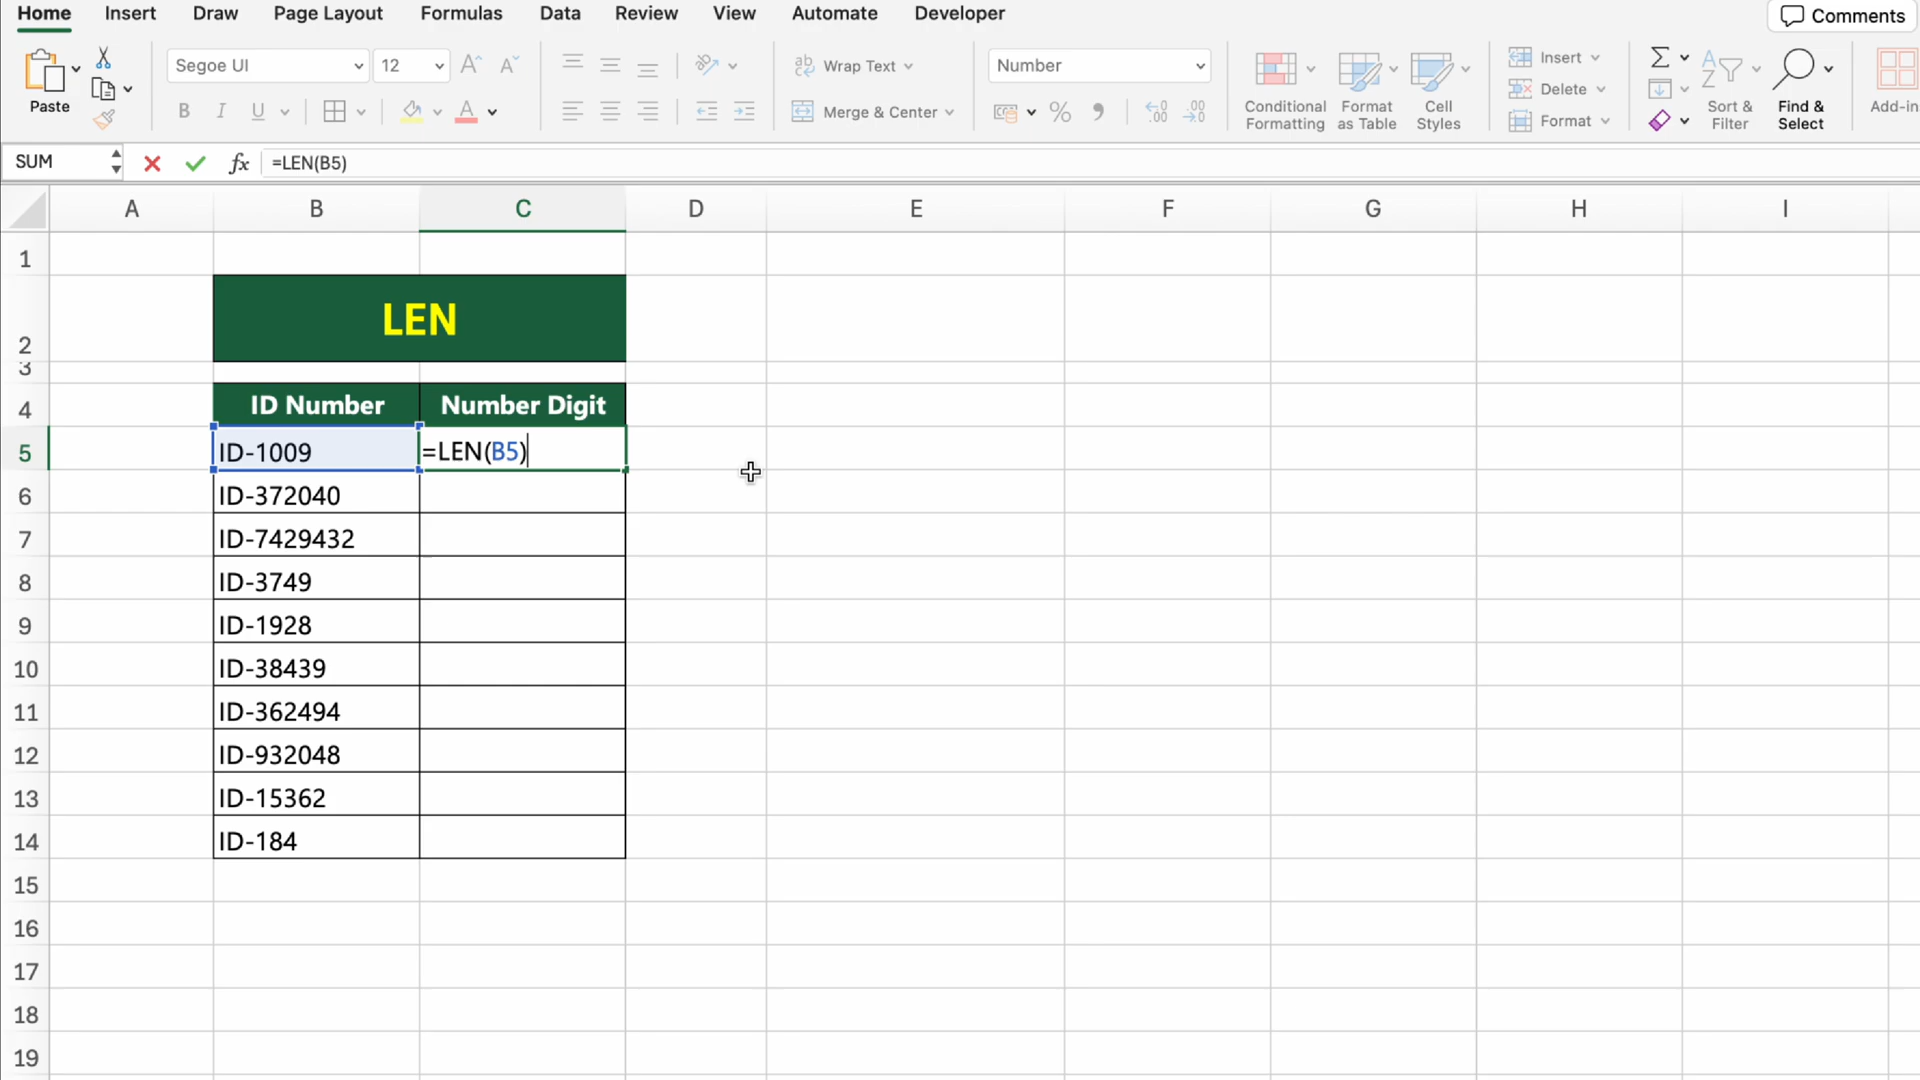 Home Insert Draw Page Layout Formulas Data Review View Automate Developer Comments
Paste
Segoe UI 12
Wrap Text
Number
Merge & Center
Conditional Formatting
Format as Table
Cell Styles
Insert
Delete
Format
Sort & Filter
Find & Select
Add-in
SUM fx =LEN(B5)
A B C D E F G H I
1
2 LEN
3
4 ID Number Number Digit
5 ID-1009 =LEN(B5)
6 ID-372040
7 ID-7429432
8 ID-3749
9 ID-1928
10 ID-38439
11 ID-362494
12 ID-932048
13 ID-15362
14 ID-184
15
16
17
18
19